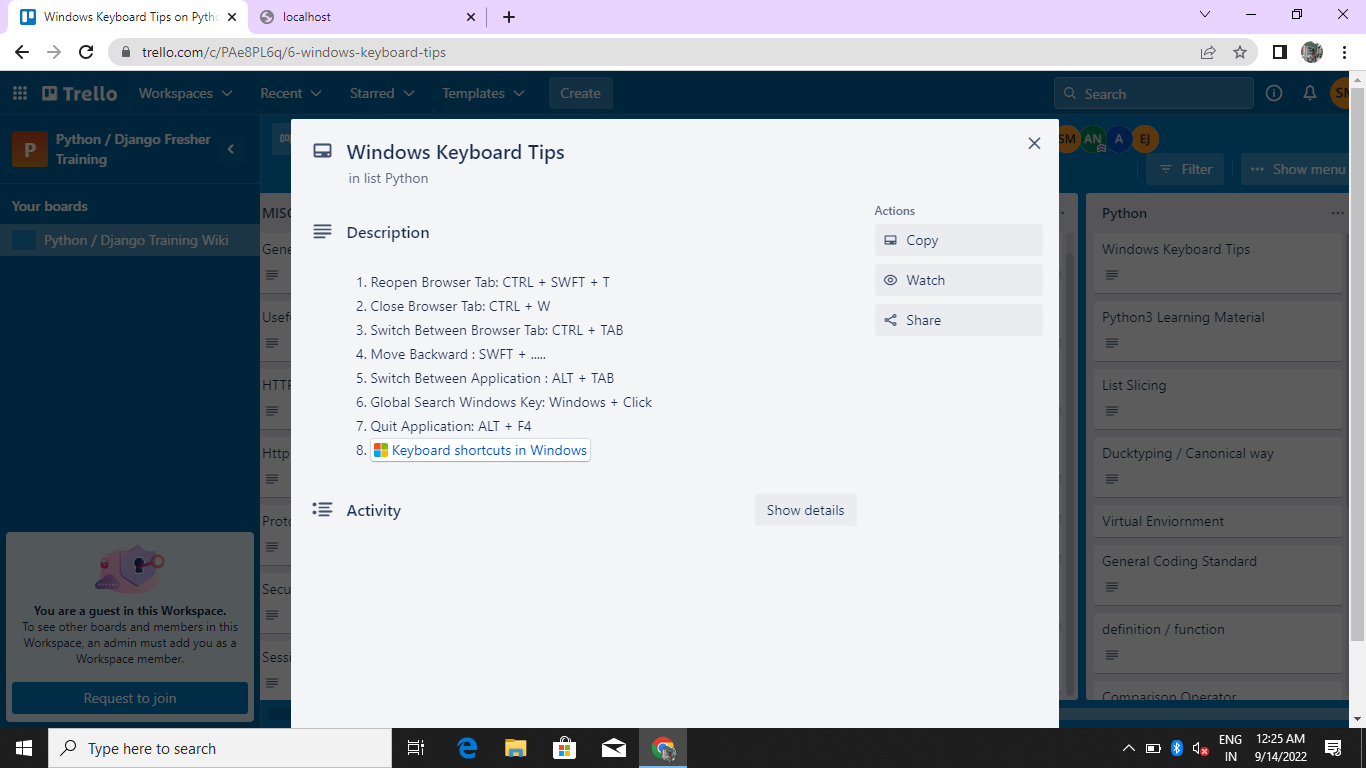 Windows Keyboard Tips on Pytho
localhost
trello.com/c/PAe8PL6q/6-windows-keyboard-tips
Trello
Workspaces
Recent
Starred
Templates
Create
Search
SM
P
Python / Django Fresher
Training
Your boards
Python / Django Training Wiki
You are a guest in this Workspace.
To see other boards and members in this
Workspace, an admin must add you as a
Workspace member.
Request to join
MISC
Gene
Usefu
HTTP
Http
Proto
Secu
Sessi
Windows Keyboard Tips
in list Python
Description
1. Reopen Browser Tab: CTRL + SWFT + T
2. Close Browser Tab: CTRL + W
3. Switch Between Browser Tab: CTRL + TAB
4. Move Backward : SWFT + .....
5. Switch Between Application : ALT + TAB
6. Global Search Windows Key: Windows + Click
7. Quit Application: ALT + F4
8. Keyboard shortcuts in Windows
Activity
Show details
Actions
Copy
Watch
Share
SM AN A EJ
Filter
Show menu
Python
Windows Keyboard Tips
Python3 Learning Material
List Slicing
Ducktyping / Canonical way
Virtual Enviornment
General Coding Standard
definition / function
Comparison Operator
Type here to search
ENG
IN
12:25 AM
9/14/2022